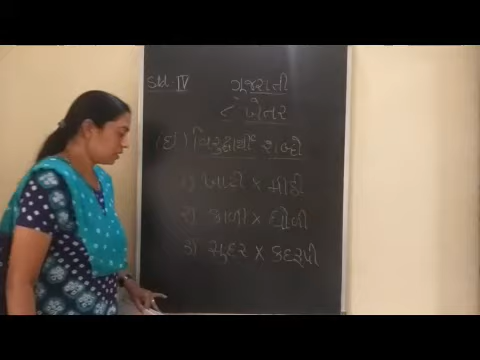 Std IV
ગુજરાતી
૮ ખેતર
(ઇ) વિરુદ્ધાર્થી શબ્દો
૧) ખાટી × મીઠી
૨) કાળી × ધોળી
૩) સુંદર × કદરૂપી